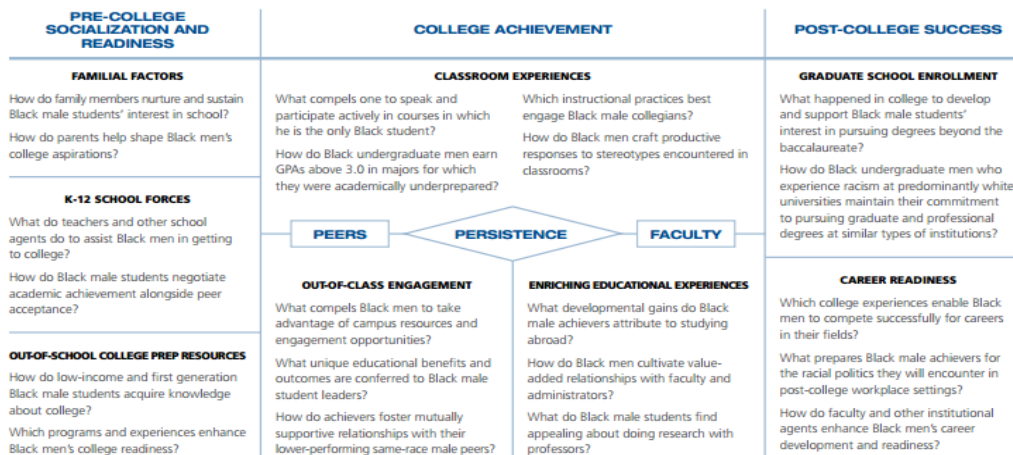 PRE-COLLEGE
SOCIALIZATION AND
READINESS
FAMILIAL FACTORS
How do family members nurture and sustain
Black male students' interest in school?
How do parents help shape Black men's
college aspirations?
K-12 SCHOOL FORCES
What do teachers and other school
agents do to assist Black men in getting
to college?
How do Black male students negotiate
academic achievement alongside peer
acceptance?
OUT-OF-SCHOOL COLLEGE PREP RESOURCES
How do low-income and first generation
Black male students acquire knowledge
about college?
Which programs and experiences enhance
Black men's college readiness?
COLLEGE ACHIEVEMENT
CLASSROOM EXPERIENCES
What compels one to speak and
participate actively in courses in which
he is the only Black student?
How do Black undergraduate men earn
GPAs above 3.0 in majors for which
they were academically underprepared?
Which instructional practices best
engage Black male collegians?
How do Black men craft productive
responses to stereotypes encountered in
classrooms?
PEERS
PERSISTENCE
FACULTY
OUT-OF-CLASS ENGAGEMENT
What compels Black men to take
advantage of campus resources and
engagement opportunities?
What unique educational benefits and
outcomes are conferred to Black male
student leaders?
How do achievers foster mutually
supportive relationships with their
lower-performing same-race male peers?
ENRICHING EDUCATIONAL EXPERIENCES
What developmental gains do Black
male achievers attribute to studying
abroad?
How do Black men cultivate value-
added relationships with faculty and
administrators?
What do Black male students find
appealing about doing research with
professors?
POST-COLLEGE SUCCESS
GRADUATE SCHOOL ENROLLMENT
What happened in college to develop
and support Black male students'
interest in pursuing degrees beyond the
baccalaureate?
How do Black undergraduate men who
experience racism at predominantly white
universities maintain their commitment
to pursuing graduate and professional
degrees at similar types of institutions?
CAREER READINESS
Which college experiences enable Black
men to compete successfully for careers
in their fields?
What prepares Black male achievers for
the racial politics they will encounter in
post-college workplace settings?
How do faculty and other institutional
agents enhance Black men's career
development and readiness?